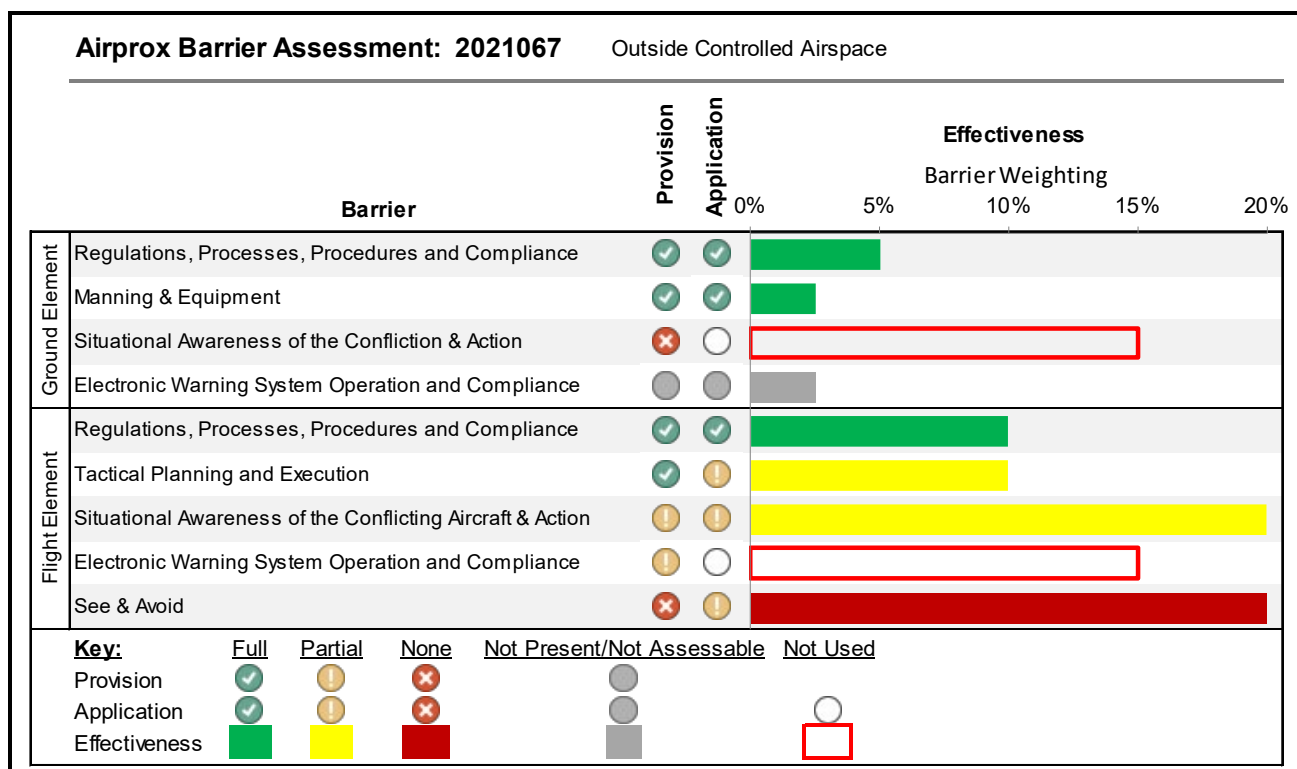 Airprox Barrier Assessment: 2021067 Outside Controlled Airspace
Provision
Application
Effectiveness
Barrier Weighting
Barrier
0% 5% 10% 15% 20%
Ground Element
Regulations, Processes, Procedures and Compliance
Manning & Equipment
Situational Awareness of the Confliction & Action
Electronic Warning System Operation and Compliance
Flight Element
Regulations, Processes, Procedures and Compliance
Tactical Planning and Execution
Situational Awareness of the Conflicting Aircraft & Action
Electronic Warning System Operation and Compliance
See & Avoid
Key: Full Partial None Not Present/Not Assessable Not Used
Provision
Application
Effectiveness